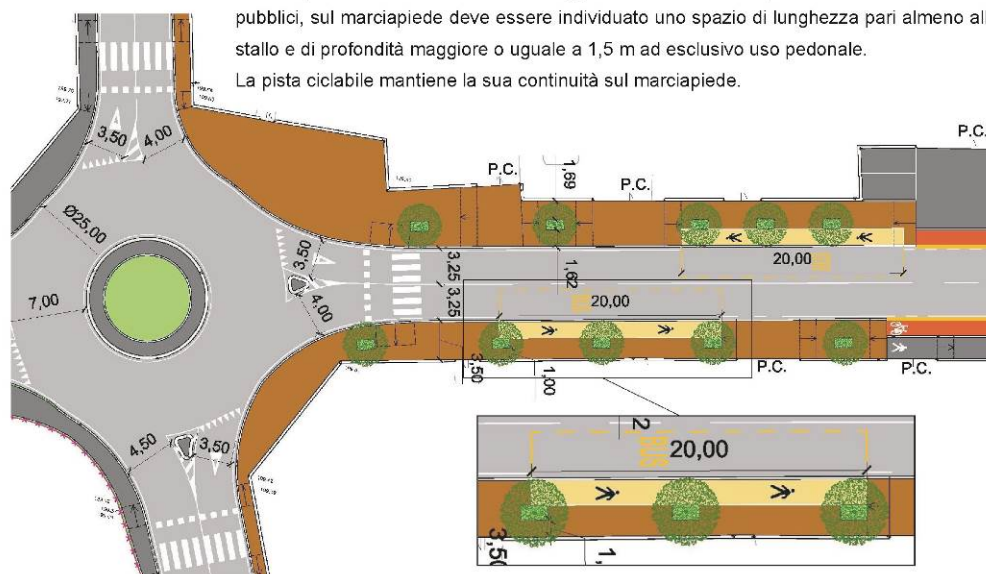 pubblici, sul marciapiede deve essere individuato uno spazio di lunghezza pari almeno all
stallo e di profondità maggiore o uguale a 1,5 m ad esclusivo uso pedonale.
La pista ciclabile mantiene la sua continuità sul marciapiede.
3,50
4,00
P.C.
P.C.
P.C.
1,69
Ø25,00
3,50
3,25
1,62
20,00
7,00
4,00
3,25
20,00
3,50
1,00
P.C.
P.C.
4,50
3,50
2
BUS
20,00
3,50
1,